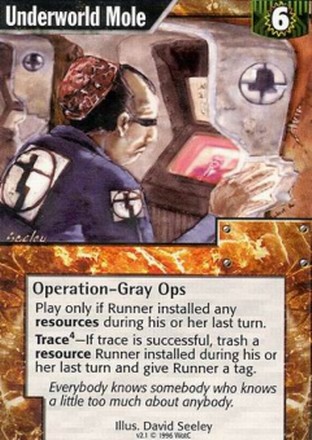 Underworld Mole
6
Seeley
Operation-Gray Ops
Play only if Runner installed any
resources during his or her last turn.
Trace⁴—If trace is successful, trash a
resource Runner installed during his or
her last turn and give Runner a tag.
Everybody knows somebody who knows
a little too much about anybody.
Illus. David Seeley
v2.1 © 1996 WotC